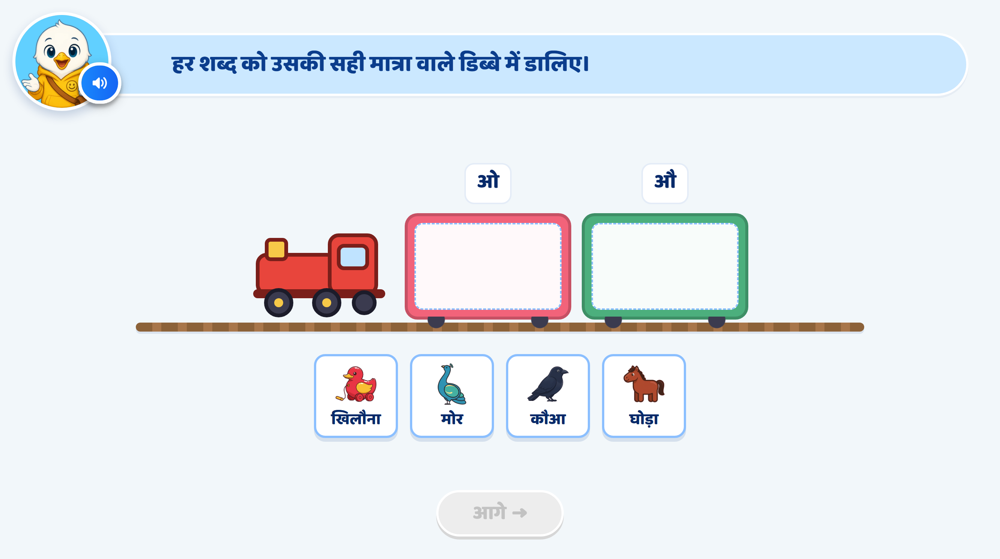 हर शब्द को उसकी सही मात्रा वाले डिब्बे में डालिए।
ओ
औ
खिलौना
मोर
कौआ
घोड़ा
आगे →